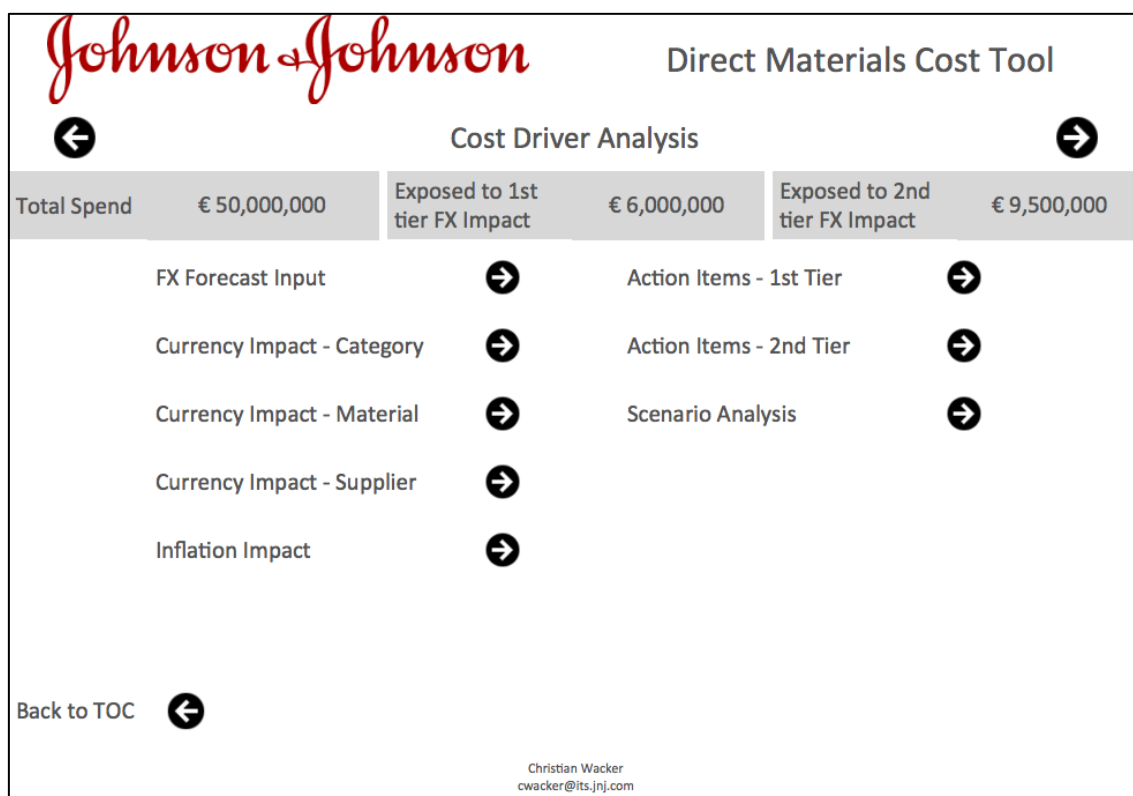 Johnson & Johnson
Direct Materials Cost Tool
Cost Driver Analysis
Total Spend
€ 50,000,000
Exposed to 1st
tier FX Impact
€ 6,000,000
Exposed to 2nd
tier FX Impact
€ 9,500,000
FX Forecast Input
Action Items - 1st Tier
Currency Impact - Category
Action Items - 2nd Tier
Currency Impact - Material
Scenario Analysis
Currency Impact - Supplier
Inflation Impact
Back to TOC
Christian Wacker
cwacker@its.jnj.com